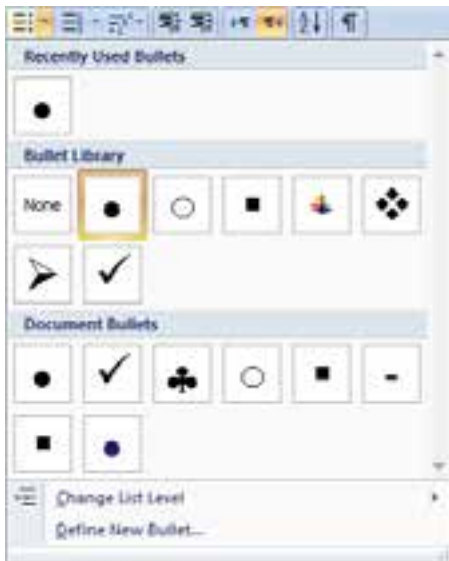 Recently Used Bullets
Bullet Library
None
Document Bullets
Change List Level
Define New Bullet...